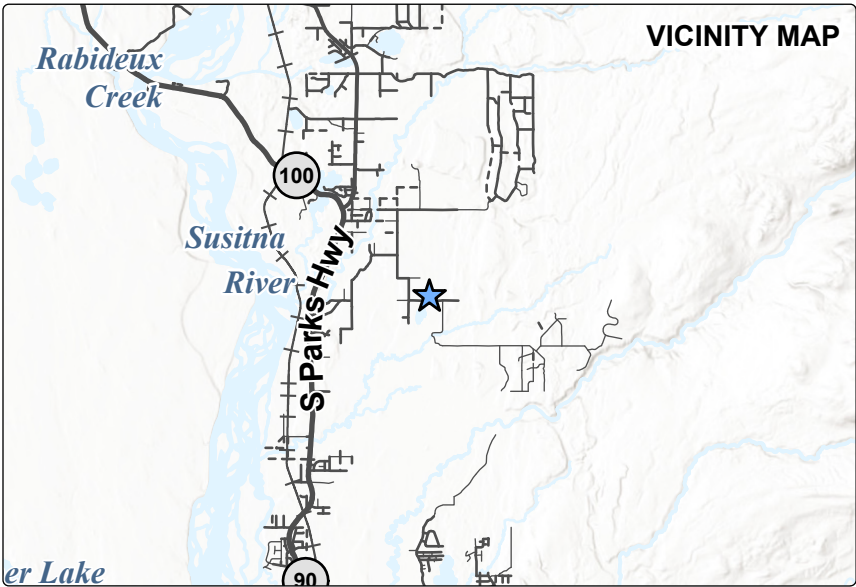 VICINITY MAP
Rabideux
Creek
100
Susitna
River
S Parks Hwy
er Lake
90